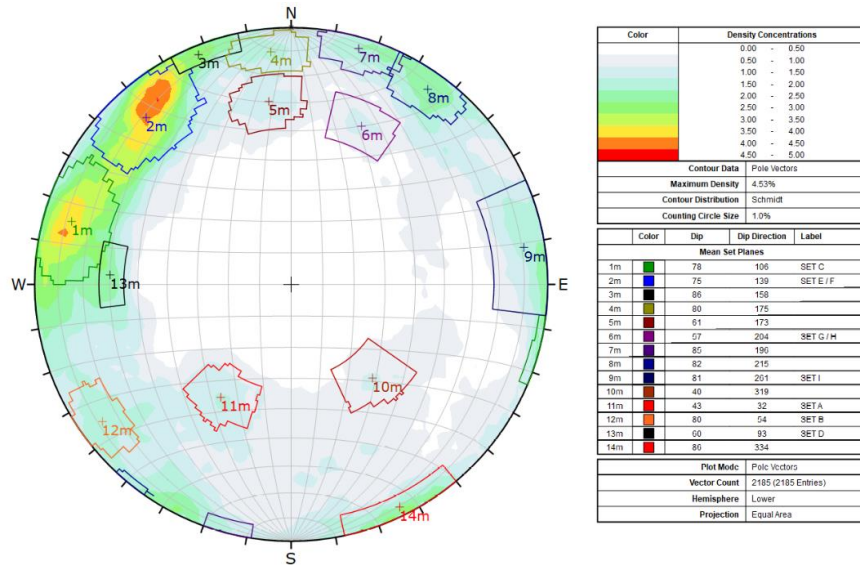 N
3m
4m
7m
8m
5m
2m
6m
1m
9m
W
13m
E
10m
11m
12m
14m
S
Color Density Concentrations
0.00 - 0.50
0.50 - 1.00
1.00 - 1.50
1.50 - 2.00
2.00 - 2.50
2.50 - 3.00
3.00 - 3.50
3.50 - 4.00
4.00 - 4.50
4.50 - 5.00
Contour Data Pole Vectors
Maximum Density 4.53%
Contour Distribution Schmidt
Counting Circle Size 1.0%
Color Dip Dip Direction Label
Mean Set Planes
1m 78 106 SET C
2m 75 139 SET E / F
3m 86 158
4m 80 175
5m 61 173
6m 57 204 SET G / H
7m 85 196
8m 82 215
9m 81 261 SET I
10m 40 319
11m 43 32 SET A
12m 80 54 SET B
13m 60 93 SET D
14m 86 334
Plot Mode Pole Vectors
Vector Count 2185 (2185 Entries)
Hemisphere Lower
Projection Equal Area